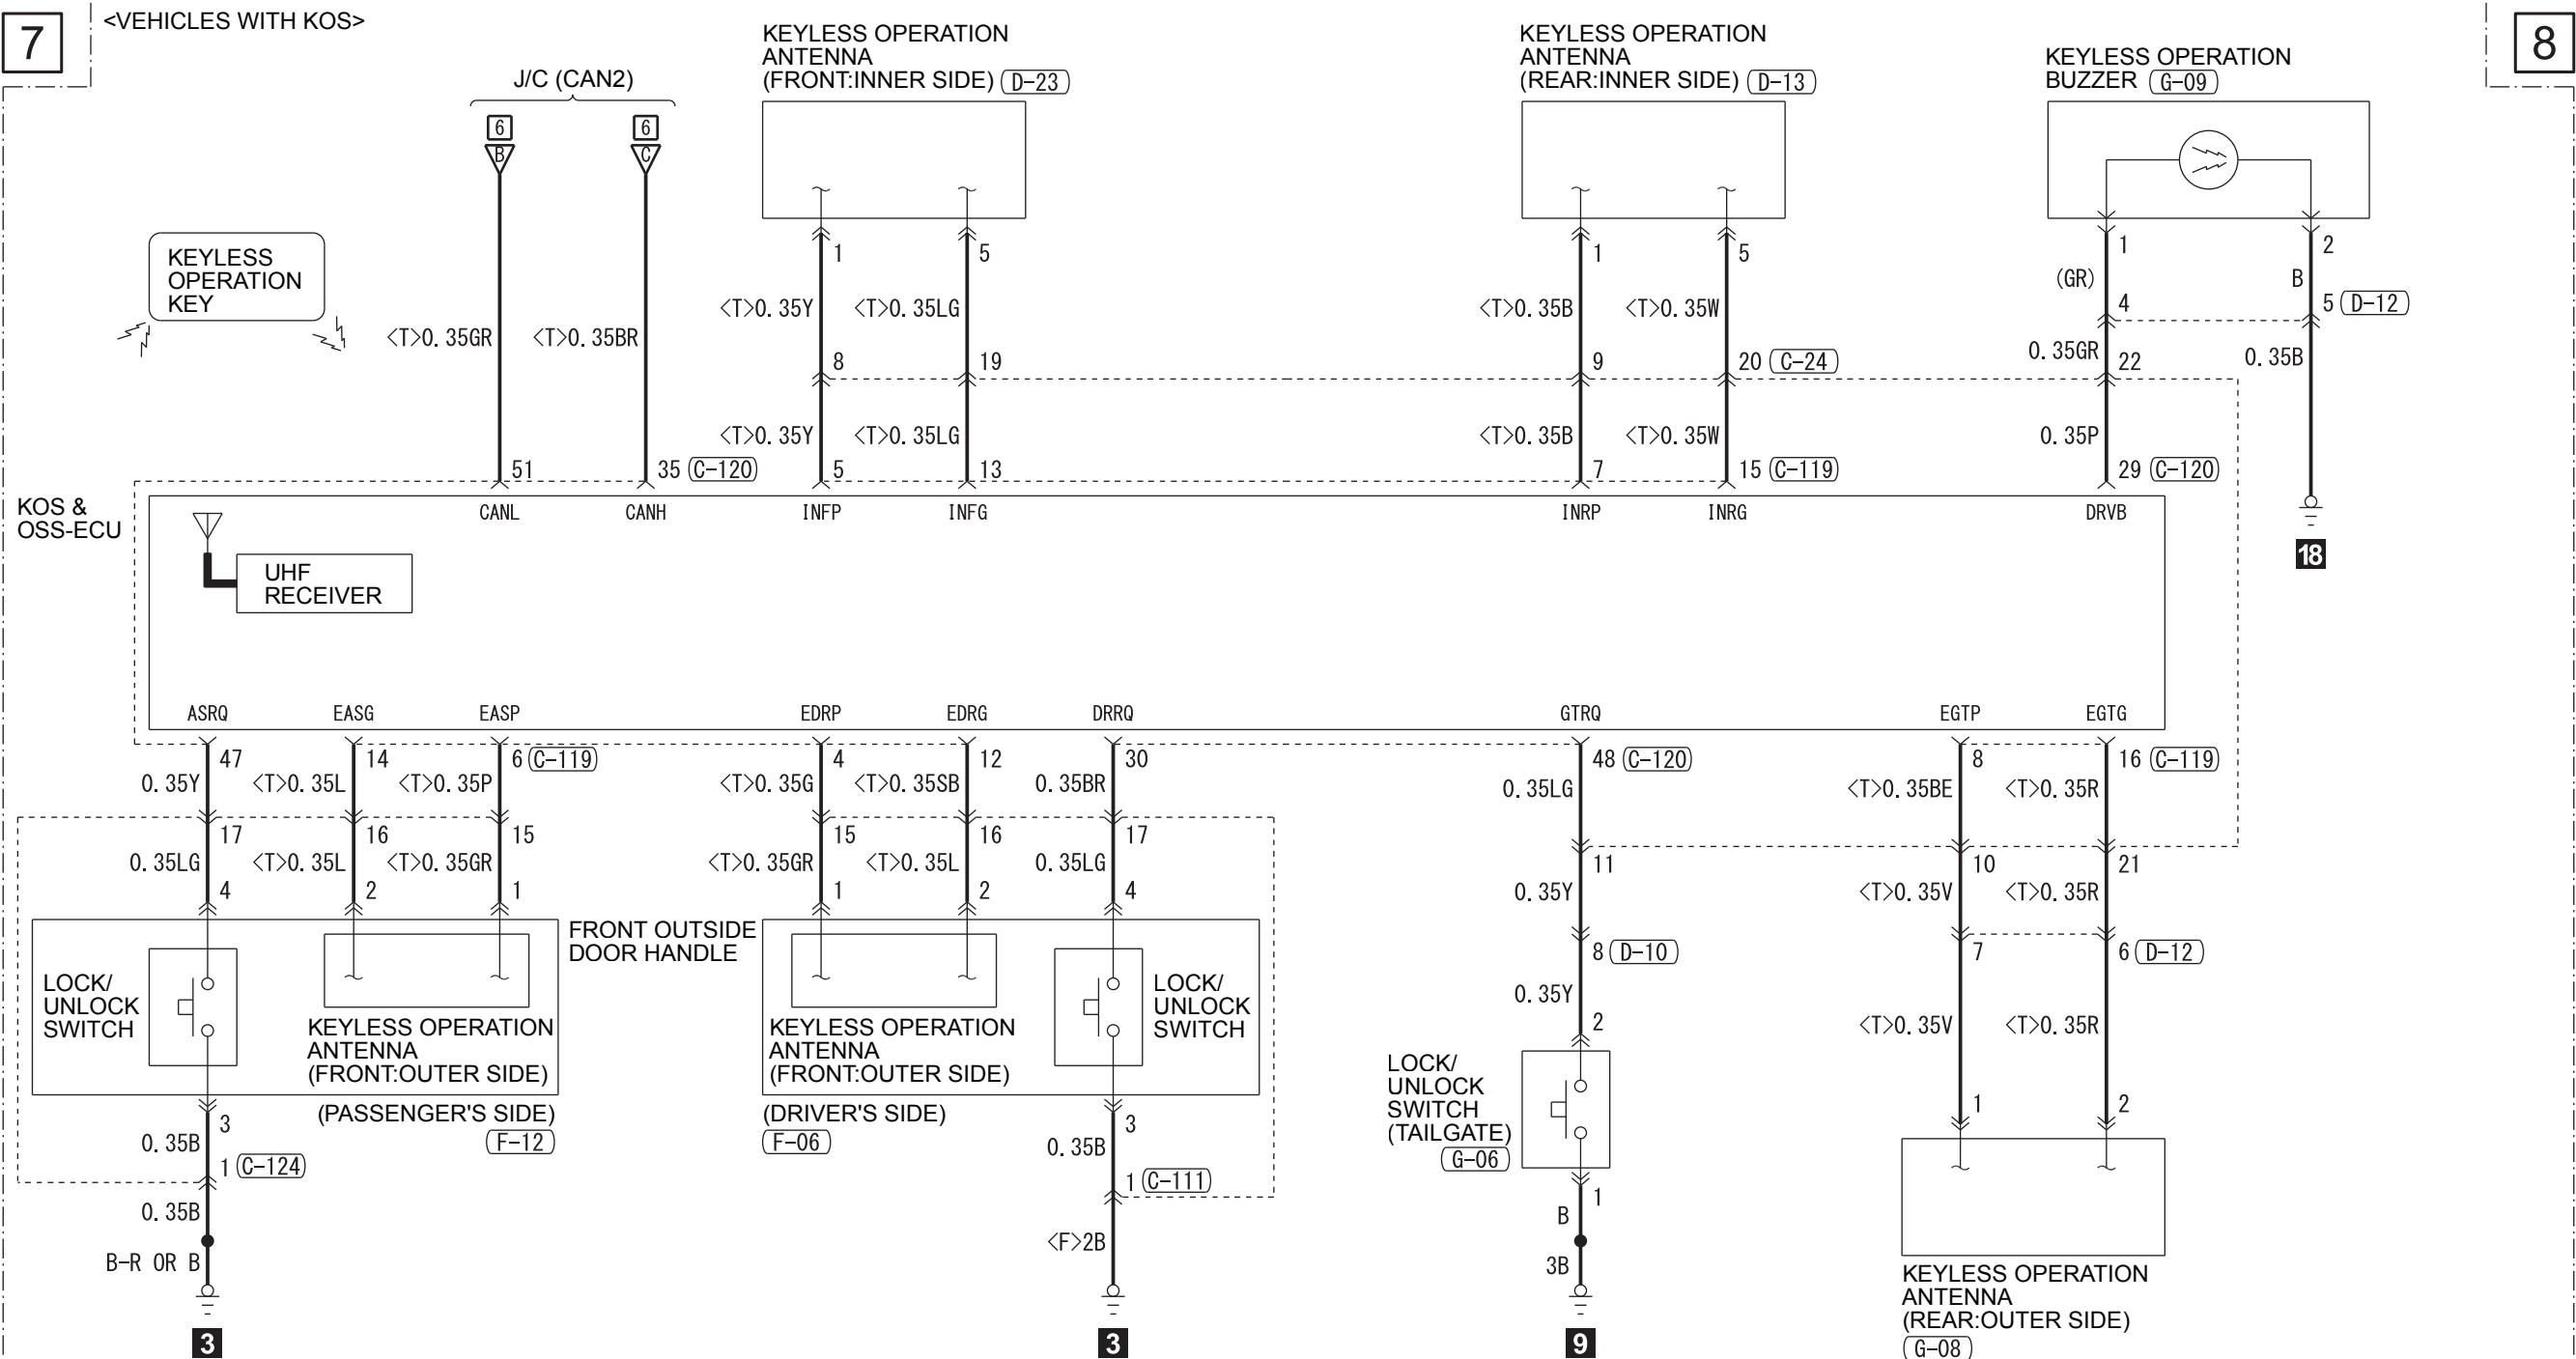 7
<VEHICLES WITH KOS>
8
J/C (CAN2)
6
B
6
C
KEYLESS OPERATION
ANTENNA
(FRONT:INNER SIDE) D-23
KEYLESS OPERATION
ANTENNA
(REAR:INNER SIDE) D-13
KEYLESS OPERATION
BUZZER G-09
KEYLESS
OPERATION
KEY
1 5 1 5 1 2
(GR) B
4 5 D-12
<T>0.35Y <T>0.35LG <T>0.35B <T>0.35W
<T>0.35GR <T>0.35BR
0.35GR 0.35B
8 19 9 20 C-24 22
<T>0.35Y <T>0.35LG <T>0.35B <T>0.35W 0.35P
51 35 C-120 5 13 7 15 C-119 29 C-120
KOS &
OSS-ECU
CANL CANH INFP INFG INRP INRG DRVB
18
UHF
RECEIVER
ASRQ EASG EASP EDRP EDRG DRRQ GTRQ EGTP EGTG
47 14 6 C-119 4 12 30 48 C-120 8 16 C-119
0.35Y <T>0.35L <T>0.35P <T>0.35G <T>0.35SB 0.35BR 0.35LG <T>0.35BE <T>0.35R
17 16 15 15 16 17 11 10 21
0.35LG <T>0.35L <T>0.35GR <T>0.35GR <T>0.35L 0.35LG 0.35Y <T>0.35V <T>0.35R
4 2 1 1 2 4
FRONT OUTSIDE
DOOR HANDLE
8 D-10 7 6 D-12
LOCK/
UNLOCK
SWITCH
KEYLESS OPERATION
ANTENNA
(FRONT:OUTER SIDE)
KEYLESS OPERATION
ANTENNA
(FRONT:OUTER SIDE)
LOCK/
UNLOCK
SWITCH
0.35Y <T>0.35V <T>0.35R
2
(PASSENGER'S SIDE)
F-12
(DRIVER'S SIDE)
F-06
LOCK/
UNLOCK
SWITCH
(TAILGATE)
G-06
1 2
3 3
0.35B 0.35B
1 C-124 1 C-111 1
0.35B <F>2B B
B-R OR B 3B
3 3 9
KEYLESS OPERATION
ANTENNA
(REAR:OUTER SIDE)
G-08